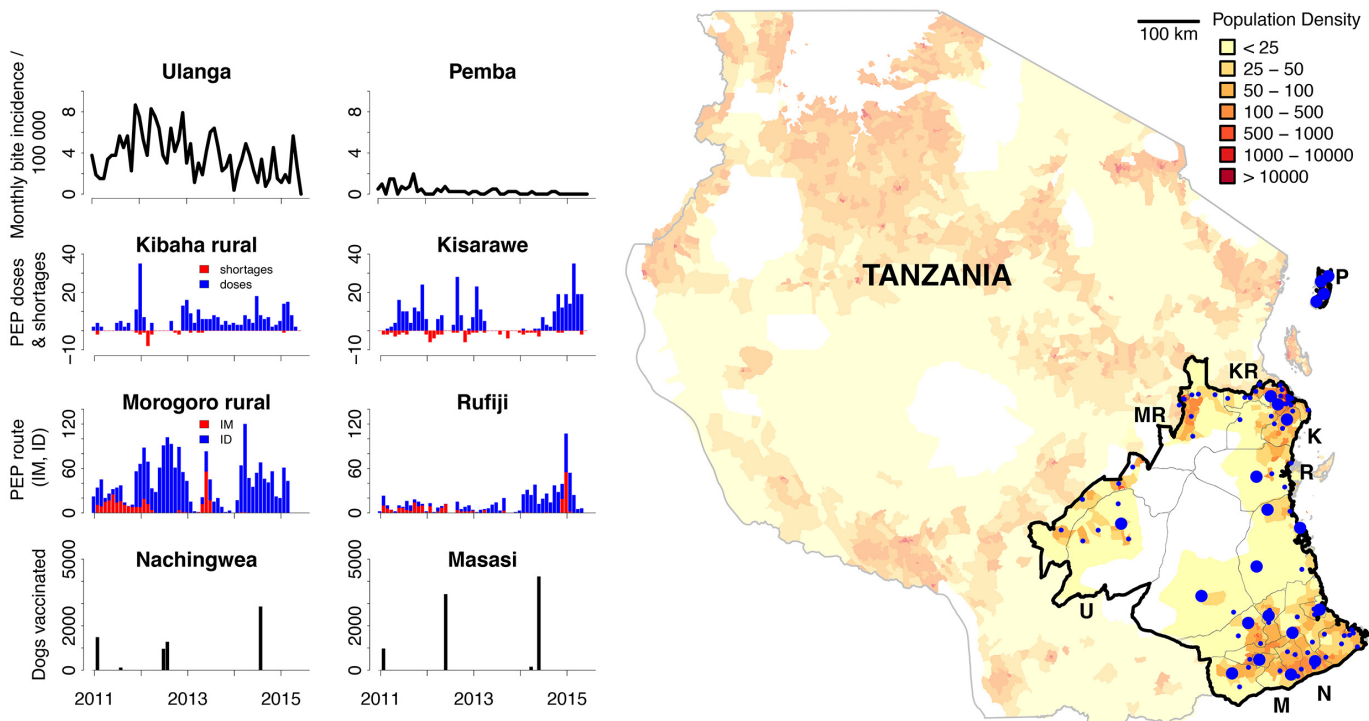 Ulanga
Pemba
Monthly bite incidence /
100 000
8
4
0
8
4
0
Kibaha rural
Kisarawe
PEP doses
& shortages
40
20
−10
shortages
doses
40
20
−10
Morogoro rural
Rufiji
PEP route
(IM, ID)
120
60
0
IM
ID
120
60
0
Nachingwea
Masasi
Dogs vaccinated
5000
2000
0
5000
2000
0
2011
2013
2015
2011
2013
2015
100 km
Population Density
< 25
25 − 50
50 − 100
100 − 500
500 − 1000
1000 − 10000
> 10000
TANZANIA
P
KR
MR
K
R
U
N
M